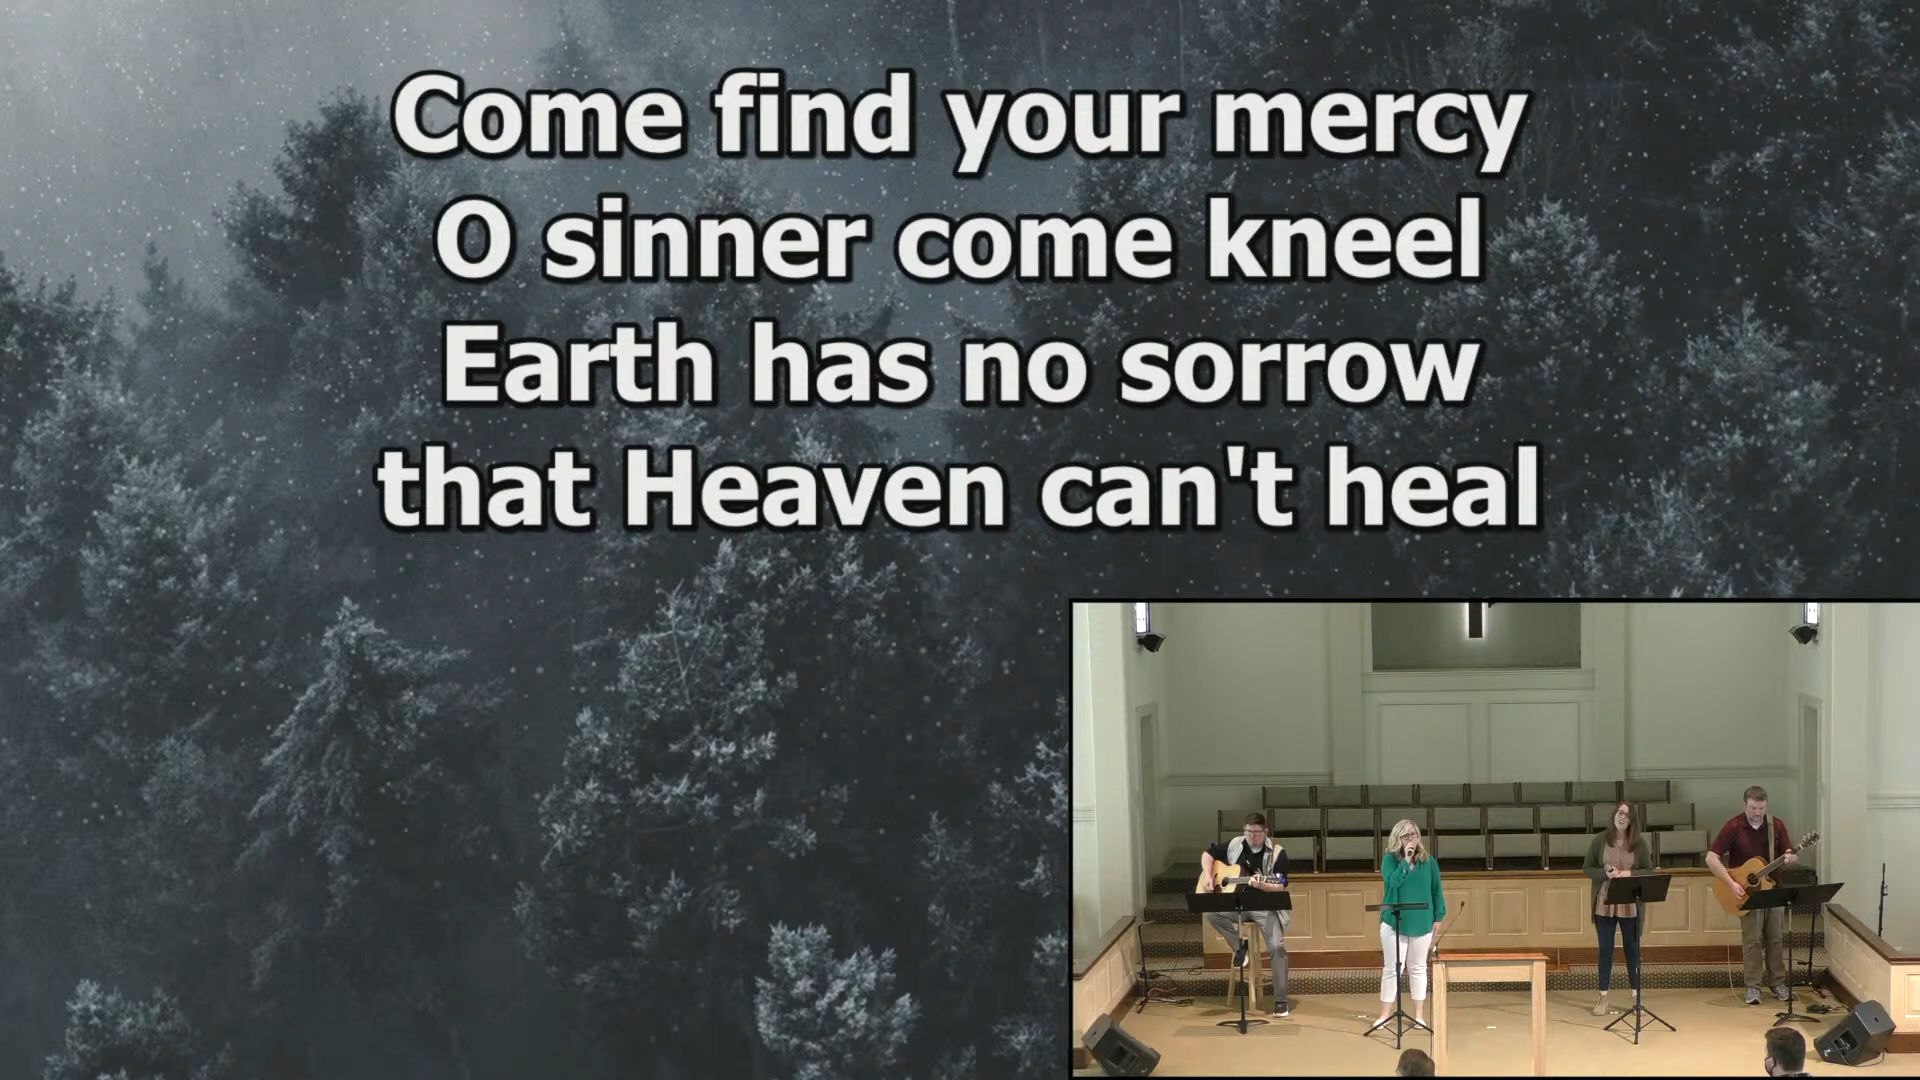 Come find your mercy
O sinner come kneel
Earth has no sorrow
that Heaven can't heal